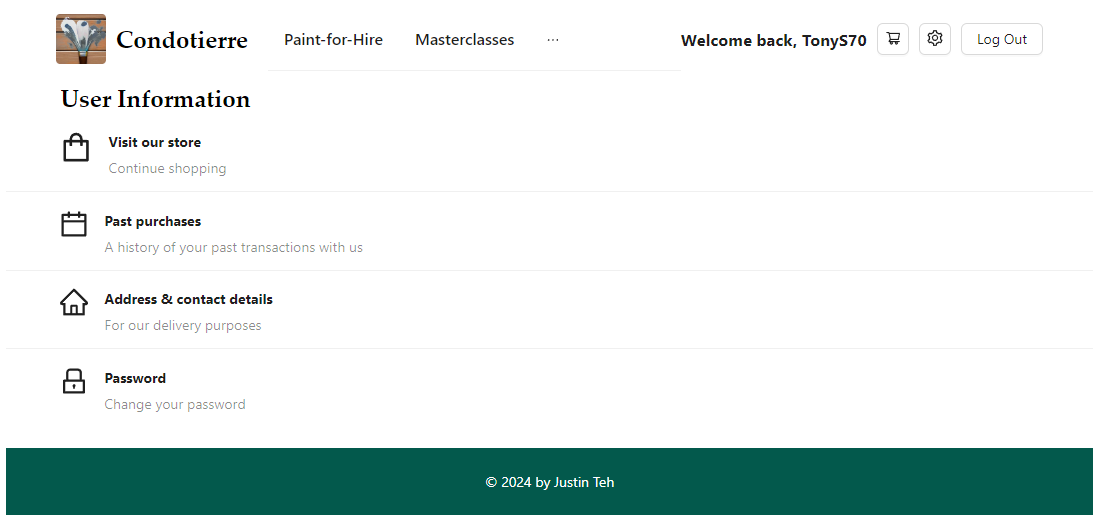 Condotierre
Paint-for-Hire
Masterclasses
···
Welcome back, TonyS70
Log Out
User Information
Visit our store
Continue shopping
Past purchases
A history of your past transactions with us
Address & contact details
For our delivery purposes
Password
Change your password
© 2024 by Justin Teh